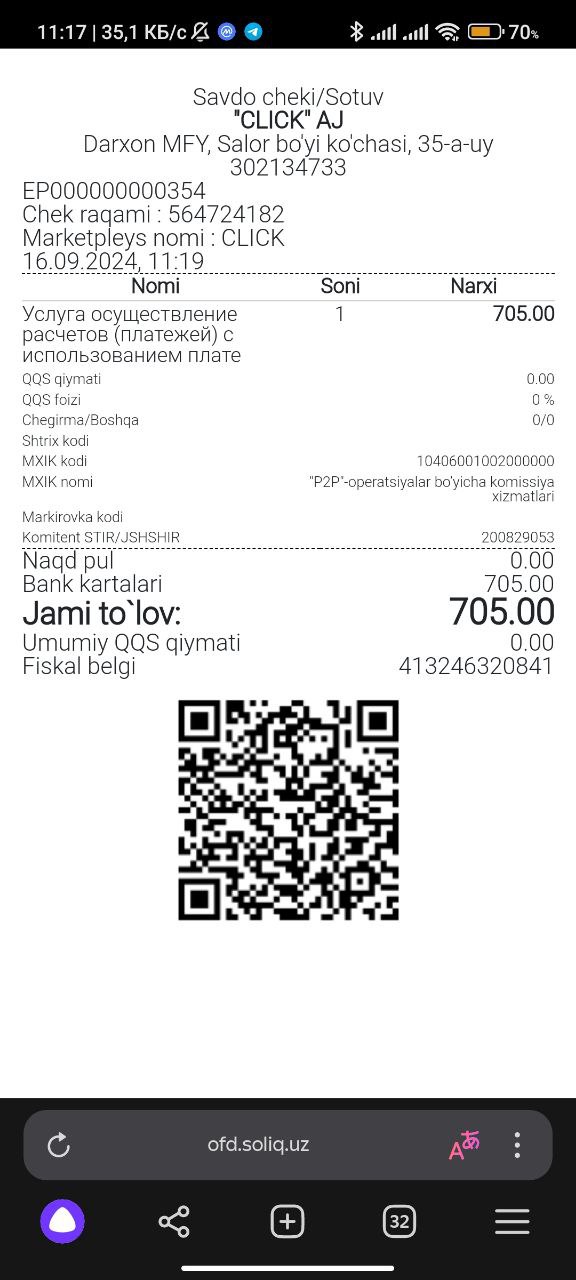 11:17 | 35,1 КБ/с 70%
Savdo cheki/Sotuv
"CLICK" AJ
Darxon MFY, Salor bo'yi ko'chasi, 35-a-uy
302134733
EP000000000354
Chek raqami : 564724182
Marketpleys nomi : CLICK
16.09.2024, 11:19
Nomi Soni Narxi
Услуга осуществление 1 705.00
расчетов (платежей) с
использованием плате
QQS qiymati 0.00
QQS foizi 0 %
Chegirma/Boshqa 0/0
Shtrix kodi
MXIK kodi 10406001002000000
MXIK nomi "P2P"-operatsiyalar bo'yicha komissiya
xizmatlari
Markirovka kodi
Komitent STIR/JSHSHIR 200829053
Naqd pul 0.00
Bank kartalari 705.00
Jami to`lov: 705.00
Umumiy QQS qiymati 0.00
Fiskal belgi 413246320841
ofd.soliq.uz Aあ
32